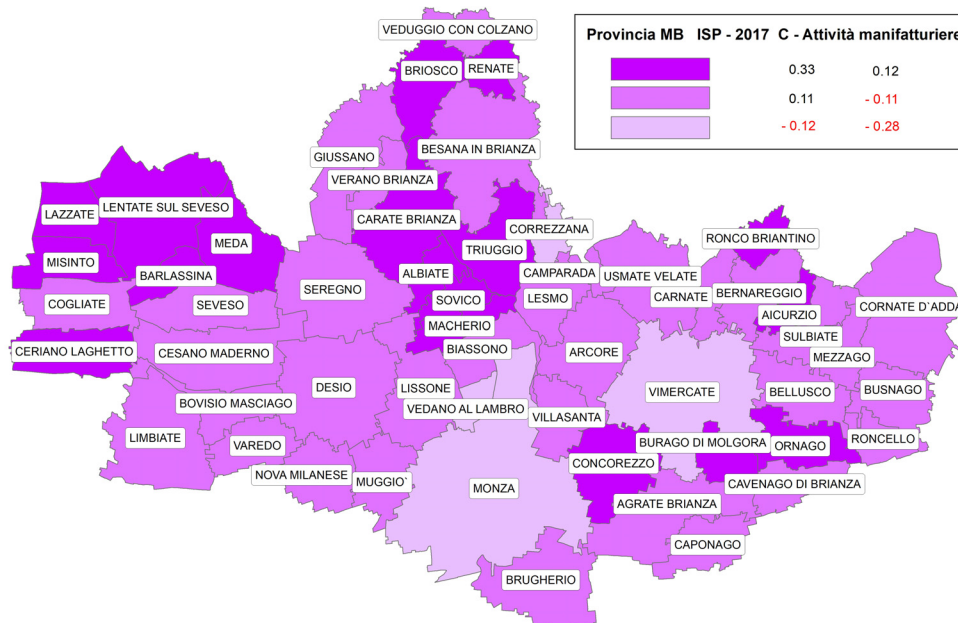 VEDUGGIO CON COLZANO
Provincia MB ISP - 2017 C - Attività manifatturiere
0.33 0.12
0.11 - 0.11
- 0.12 - 0.28
BRIOSCO
RENATE
BESANA IN BRIANZA
GIUSSANO
VERANO BRIANZA
LAZZATE
LENTATE SUL SEVESO
CARATE BRIANZA
CORREZZANA
RONCO BRIANTINO
MEDA
TRIUGGIO
MISINTO
BARLASSINA
ALBIATE
CAMPARADA
USMATE VELATE
SEREGNO
COGLIATE
SEVESO
SOVICO
LESMO
CARNATE
BERNAREGGIO
CORNATE D`ADDA
AICURZIO
MACHERIO
SULBIATE
CERIANO LAGHETTO
CESANO MADERNO
BIASSONO
ARCORE
MEZZAGO
DESIO
LISSONE
VIMERCATE
BELLUSCO
BUSNAGO
BOVISIO MASCIAGO
VEDANO AL LAMBRO
VILLASANTA
LIMBIATE
VAREDO
BURAGO DI MOLGORA
ORNAGO
RONCELLO
CONCOREZZO
NOVA MILANESE
MUGGIO`
MONZA
CAVENAGO DI BRIANZA
AGRATE BRIANZA
CAPONAGO
BRUGHERIO